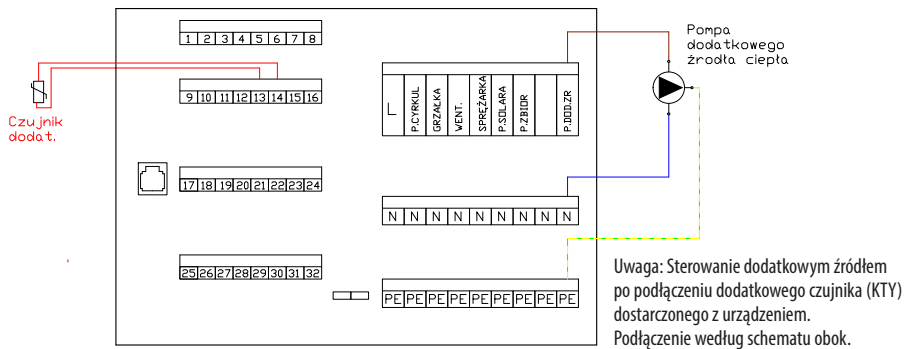 1 2 3 4 5 6 7 8
9 10 11 12 13 14 15 16
Czujnik
dodat.
17 18 19 20 21 22 23 24
25 26 27 28 29 30 31 32
L
P.CYRKUL
GRZAŁKA
WENT.
SPRĘŻARKA
P.SOLARA
P.ZBIOR
P.DOD.ZR
N N N N N N N N N
PE PE PE PE PE PE PE PE PE
Pompa
dodatkowego
źrodła ciepła
Uwaga: Sterowanie dodatkowym źródłem
po podłączeniu dodatkowego czujnika (KTY)
dostarczonego z urządzeniem.
Podłączenie według schematu obok.